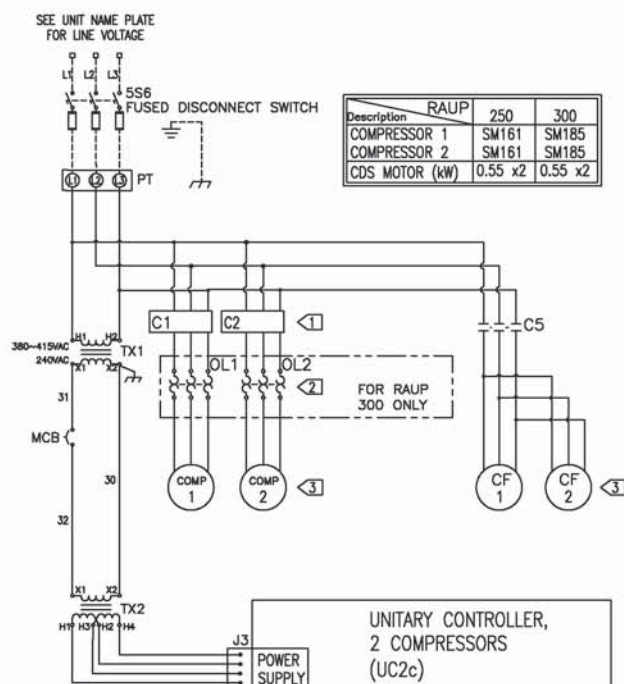 SEE UNIT NAME PLATE
FOR LINE VOLTAGE
L1 L2 L3
5S6
FUSED DISCONNECT SWITCH
L1 L2 L3 PT
Description RAUP 250 300
COMPRESSOR 1 SM161 SM185
COMPRESSOR 2 SM161 SM185
CDS MOTOR (kW) 0.55 x2 0.55 x2
C1 C2 1 C5
H1 H2
380~415VAC TX1
240VAC
X1 X2
OL1 OL2
2
FOR RAUP
300 ONLY
31
MCB
30
32
COMP
1
COMP
2
3
CF
1
CF
2
3
X1 X2
TX2
H1 H3 H2 H4
J3
POWER
SUPPLY
UNITARY CONTROLLER,
2 COMPRESSORS
(UC2c)